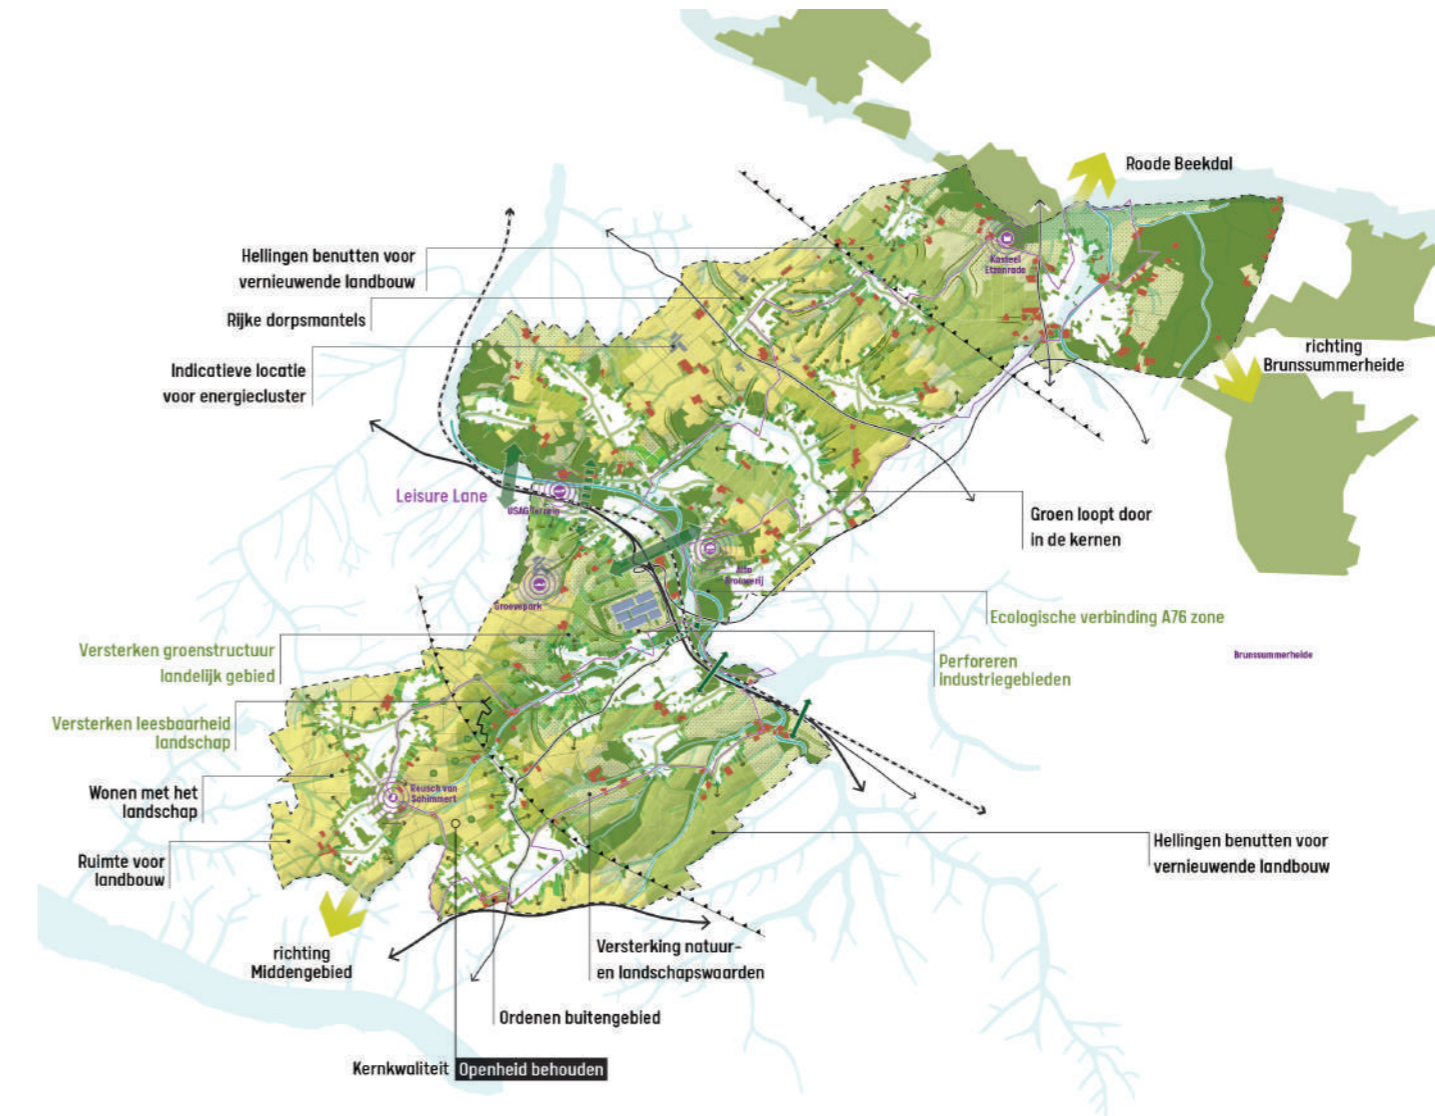 Roode Beekdal
Hellingen benutten voor
vernieuwende landbouw
Kasteel
Etzenrade
Rijke dorpsmantels
richting
Brunssummerheide
Indicatieve locatie
voor energiecluster
Leisure Lane
USAG Terrein
Groen loopt door
in de kernen
Alfa
Brouwerij
Groevepark
Ecologische verbinding A76 zone
Versterken groenstructuur
landelijk gebied
Perforeren
industriegebieden
Brunssummerheide
Versterken leesbaarheid
landschap
Wonen met het
landschap
Reusch van
Schimmert
Ruimte voor
landbouw
Hellingen benutten voor
vernieuwende landbouw
richting
Middengebied
Versterking natuur-
en landschapswaarden
Ordenen buitengebied
Kernkwaliteit Openheid behouden